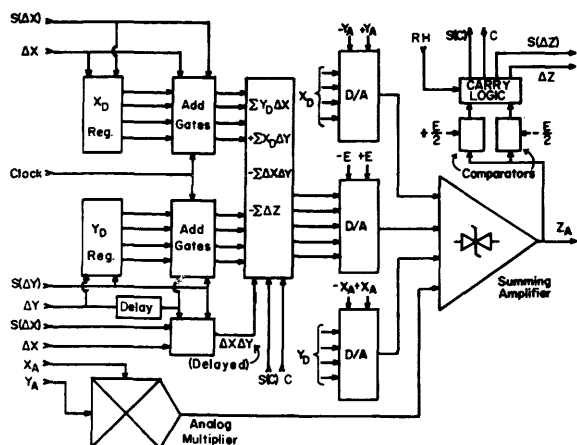 S(ΔX)
ΔX
X_D
Reg.
Add
Gates
Clock
Y_D
Reg.
Add
Gates
S(ΔY)
ΔY
Delay
S(ΔX)
ΔX
X_A
Y_A
ΔXΔY
(Delayed)
S(C) C
Analog
Multiplier
ΣY_DΔX
+ΣX_DΔY
-ΣΔXΔY
-ΣΔZ
-Y_A +Y_A
X_D
D/A
-E +E
D/A
-X_A +X_A
Y_D
D/A
RH
S(C)
C
S(ΔZ)
ΔZ
CARRY
LOGIC
+E/2
-E/2
Comparators
Z_A
Summing
Amplifier